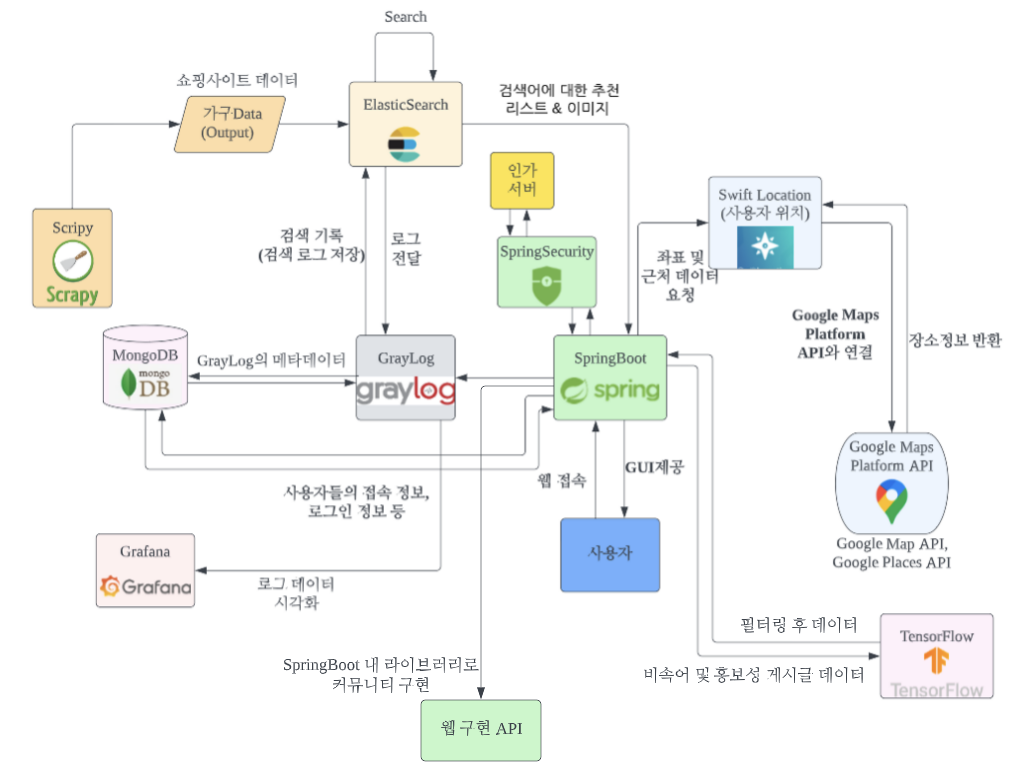 Search
쇼핑사이트 데이터
가구Data
(Output)
ElasticSearch
검색어에 대한 추천
리스트 & 이미지
인가
서버
Swift Location
(사용자 위치)
Scripy
Scrapy
검색 기록
(검색 로그 저장)
로그
전달
SpringSecurity
좌표 및
근처 데이터
요청
Google Maps
Platform
API와 연결
장소정보 반환
MongoDB
mongo
DB
GrayLog의 메타데이터
GrayLog
graylog
SpringBoot
spring
Google Maps
Platform API
Google Map API,
Google Places API
웹 접속
GUI제공
사용자들의 접속 정보,
로그인 정보 등
사용자
Grafana
Grafana
로그 데이터
시각화
필터링 후 데이터
비속어 및 홍보성 게시글 데이터
TensorFlow
TensorFlow
SpringBoot 내 라이브러리로
커뮤니티 구현
웹 구현 API